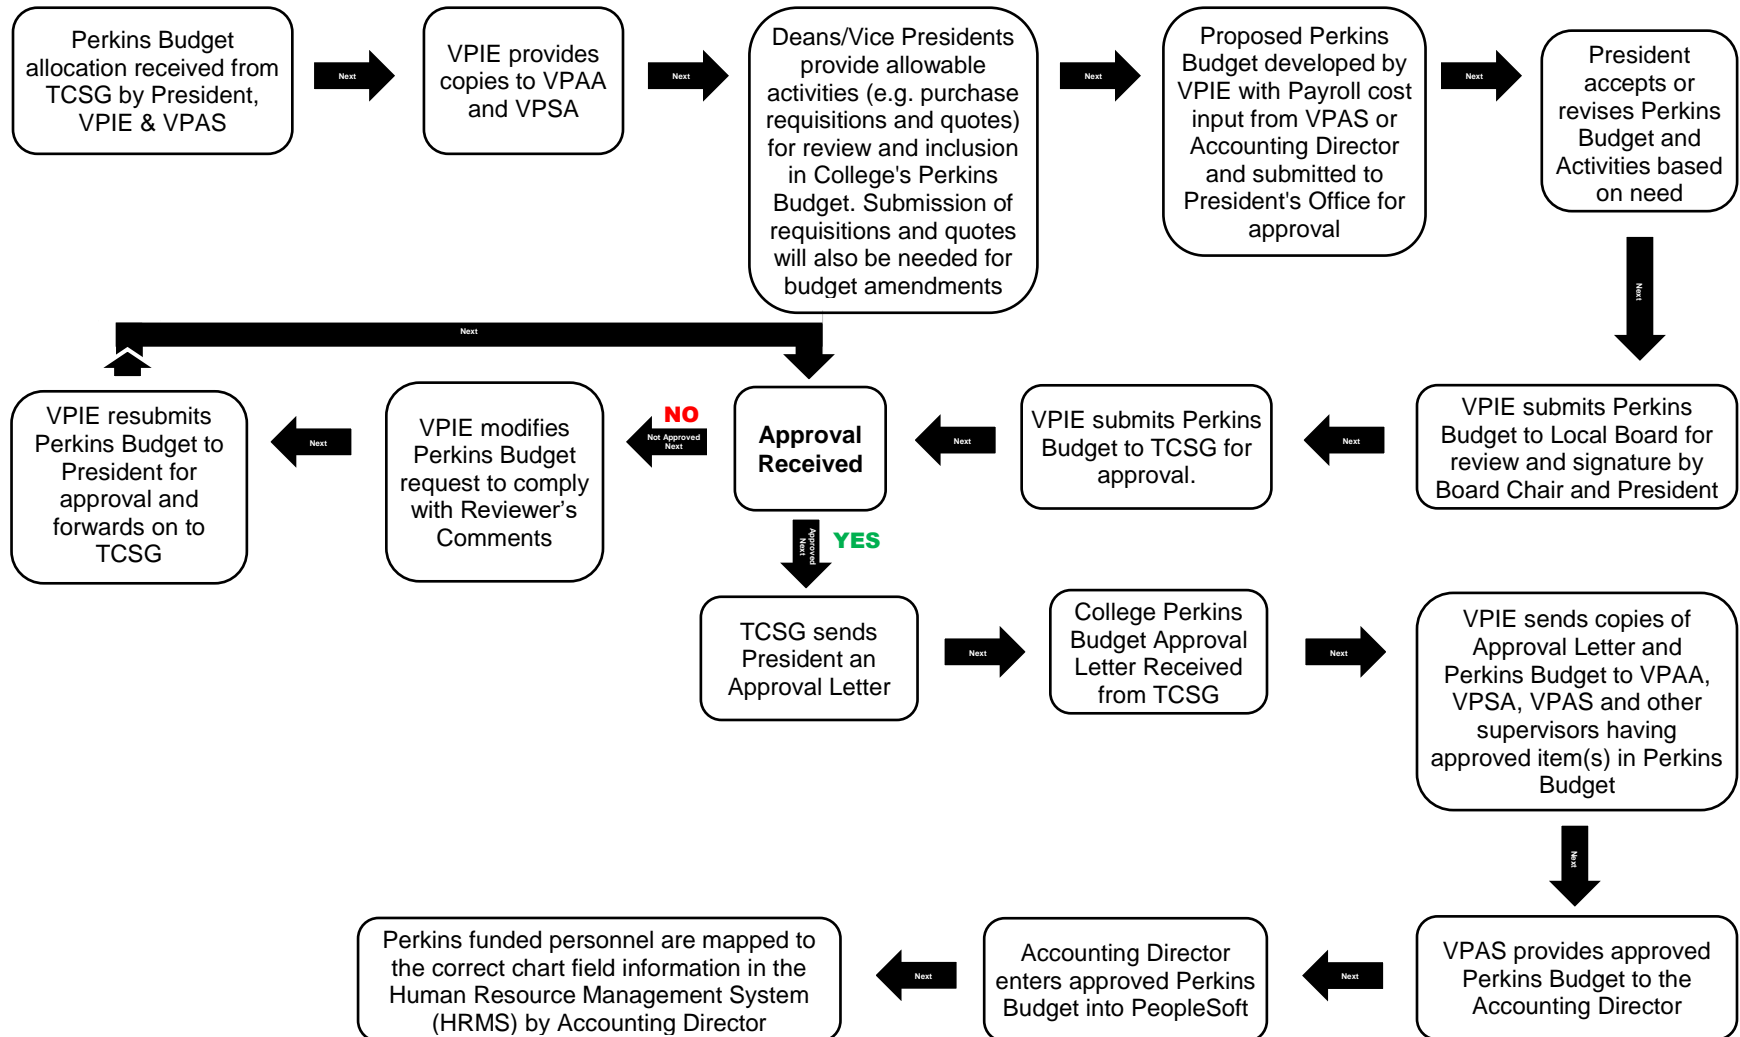 Perkins Budget
allocation received from
TCSG by President,
VPIE & VPAS
Next
VPIE provides
copies to VPAA
and VPSA
Next
Deans/Vice Presidents
provide allowable
activities (e.g. purchase
requisitions and quotes)
for review and inclusion
in College's Perkins
Budget. Submission of
requisitions and quotes
will also be needed for
budget amendments
Next
Proposed Perkins
Budget developed by
VPIE with Payroll cost
input from VPAS or
Accounting Director
and submitted to
President's Office for
approval
Next
President
accepts or
revises Perkins
Budget and
Activities based
on need
Next
VPIE submits Perkins
Budget to Local Board for
review and signature by
Board Chair and President
Next
VPIE submits Perkins
Budget to TCSG for
approval.
Next
Approval
Received
NO
Not Approved
Next
VPIE modifies
Perkins Budget
request to comply
with Reviewer’s
Comments
Next
VPIE resubmits
Perkins Budget to
President for
approval and
forwards on to
TCSG
Next
YES
Approved
Next
TCSG sends
President an
Approval Letter
Next
College Perkins
Budget Approval
Letter Received
from TCSG
Next
VPIE sends copies of
Approval Letter and
Perkins Budget to VPAA,
VPSA, VPAS and other
supervisors having
approved item(s) in Perkins
Budget
Next
VPAS provides approved
Perkins Budget to the
Accounting Director
Next
Accounting Director
enters approved Perkins
Budget into PeopleSoft
Next
Perkins funded personnel are mapped to
the correct chart field information in the
Human Resource Management System
(HRMS) by Accounting Director